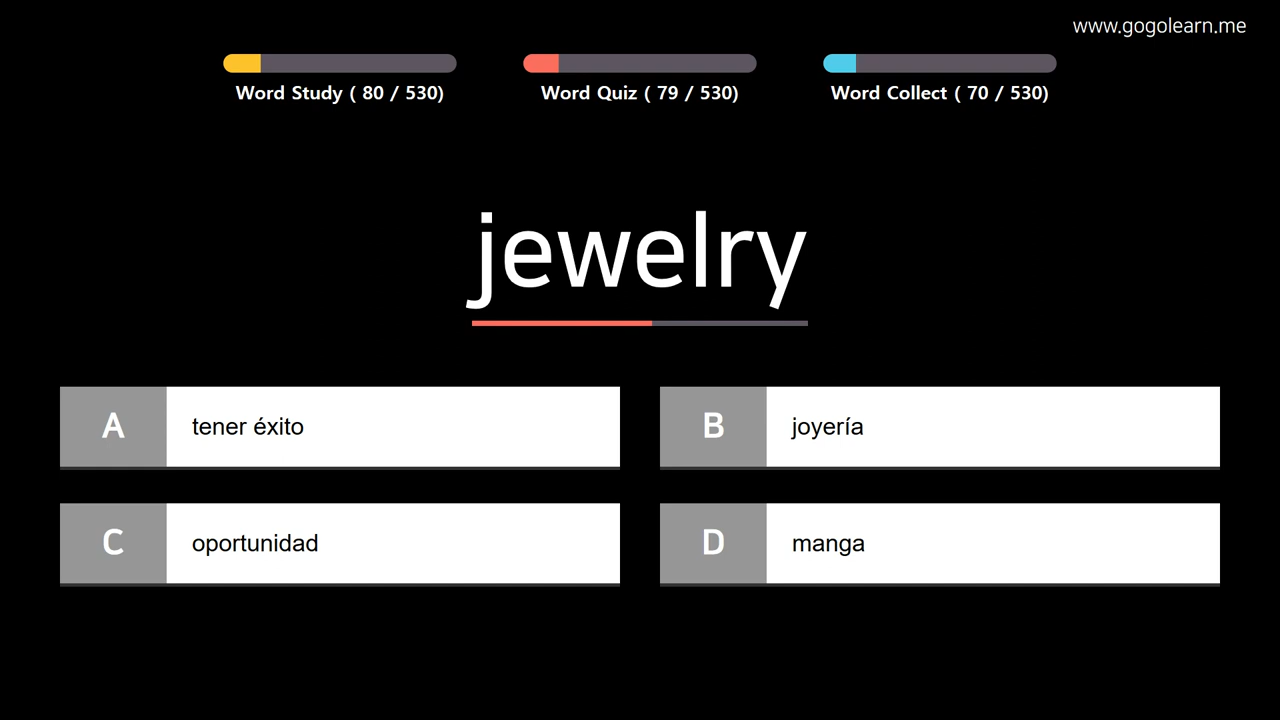 www.gogolearn.me
Word Study ( 80 / 530)
Word Quiz ( 79 / 530)
Word Collect ( 70 / 530)
jewelry
A tener éxito
B joyería
C oportunidad
D manga